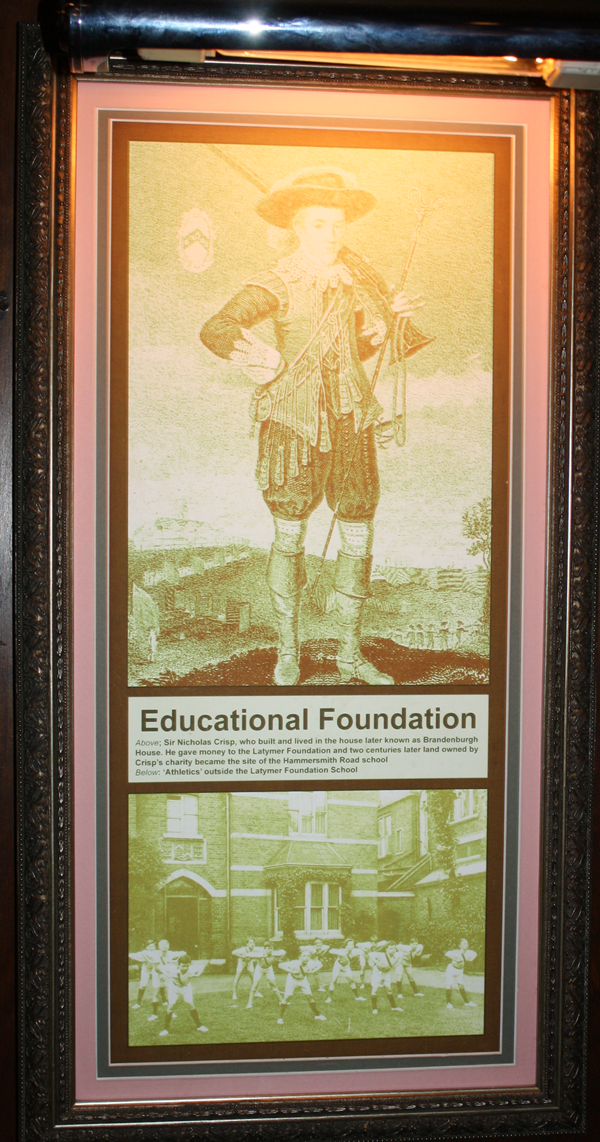 Educational Foundation
Above; Sir Nicholas Crisp, who built and lived in the house later known as Brandenburgh
House. He gave money to the Latymer Foundation and two centuries later land owned by
Crisp's charity became the site of the Hammersmith Road school
Below: 'Athletics' outside the Latymer Foundation School